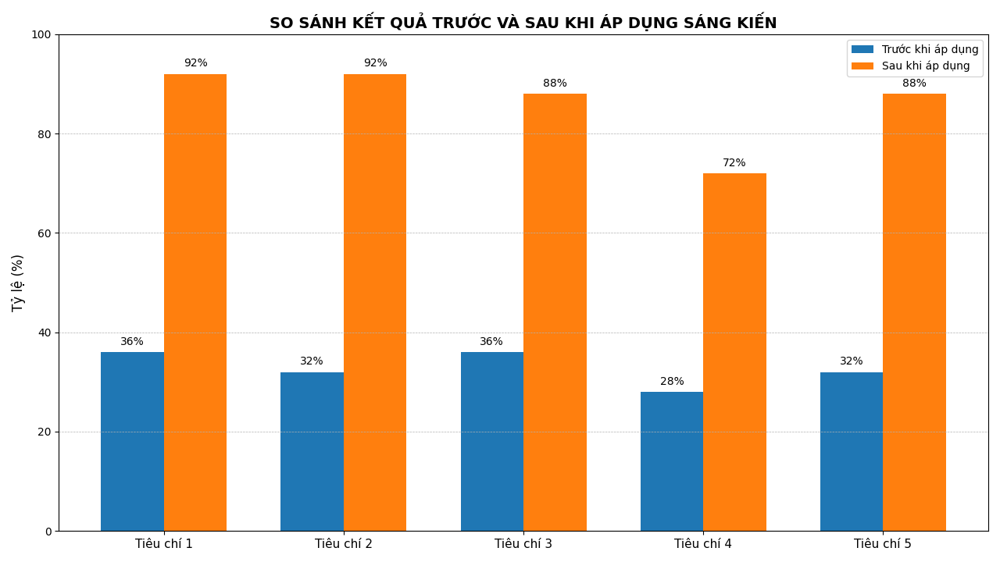 SO SÁNH KẾT QUẢ TRƯỚC VÀ SAU KHI ÁP DỤNG SÁNG KIẾN
Trước khi áp dụng
Sau khi áp dụng
Tỷ lệ (%)
100
80
60
40
20
0
36%
92%
32%
92%
36%
88%
28%
72%
32%
88%
Tiêu chí 1
Tiêu chí 2
Tiêu chí 3
Tiêu chí 4
Tiêu chí 5